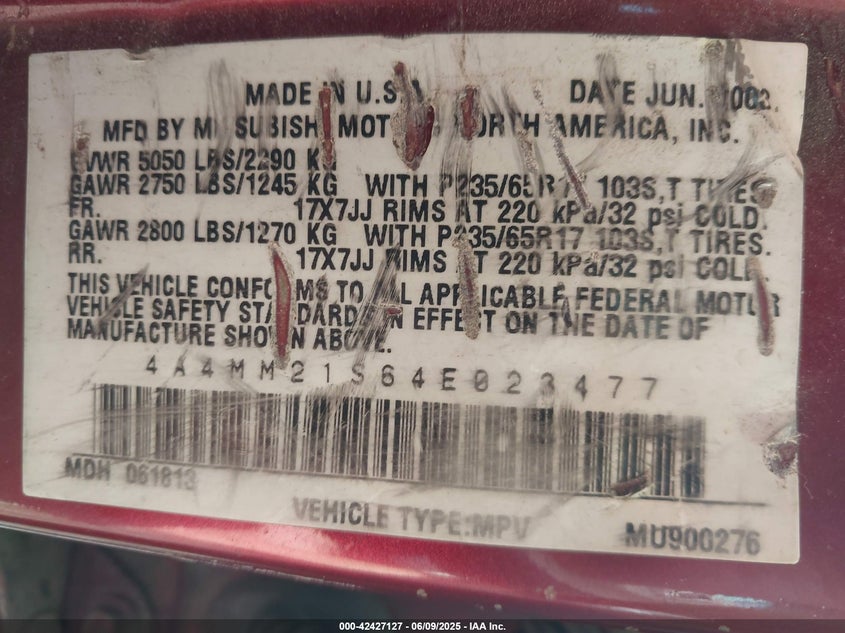 MADE IN U.S.A
DATE JUN.
MFD BY MITSUBISHI MOTORS NORTH AMERICA, INC.
GVWR 5050 LBS/2290 KG
GAWR 2750 LBS/1245 KG WITH P235/65R17 103S,T TIRES
FR. 17X7JJ RIMS AT 220 kPa/32 psi COLD.
GAWR 2800 LBS/1270 KG WITH P235/65R17 103S,T TIRES.
RR. 17X7JJ RIMS AT 220 kPa/32 psi COLD
THIS VEHICLE CONFORMS TO ALL APPLICABLE FEDERAL MOTOR
VEHICLE SAFETY STANDARDS IN EFFECT ON THE DATE OF
MANUFACTURE SHOWN ABOVE.
4A4MM21S64E023477
MDH 061813
VEHICLE TYPE:MPV
MU900276
000-42427127 - 06/09/2025 - IAA Inc.